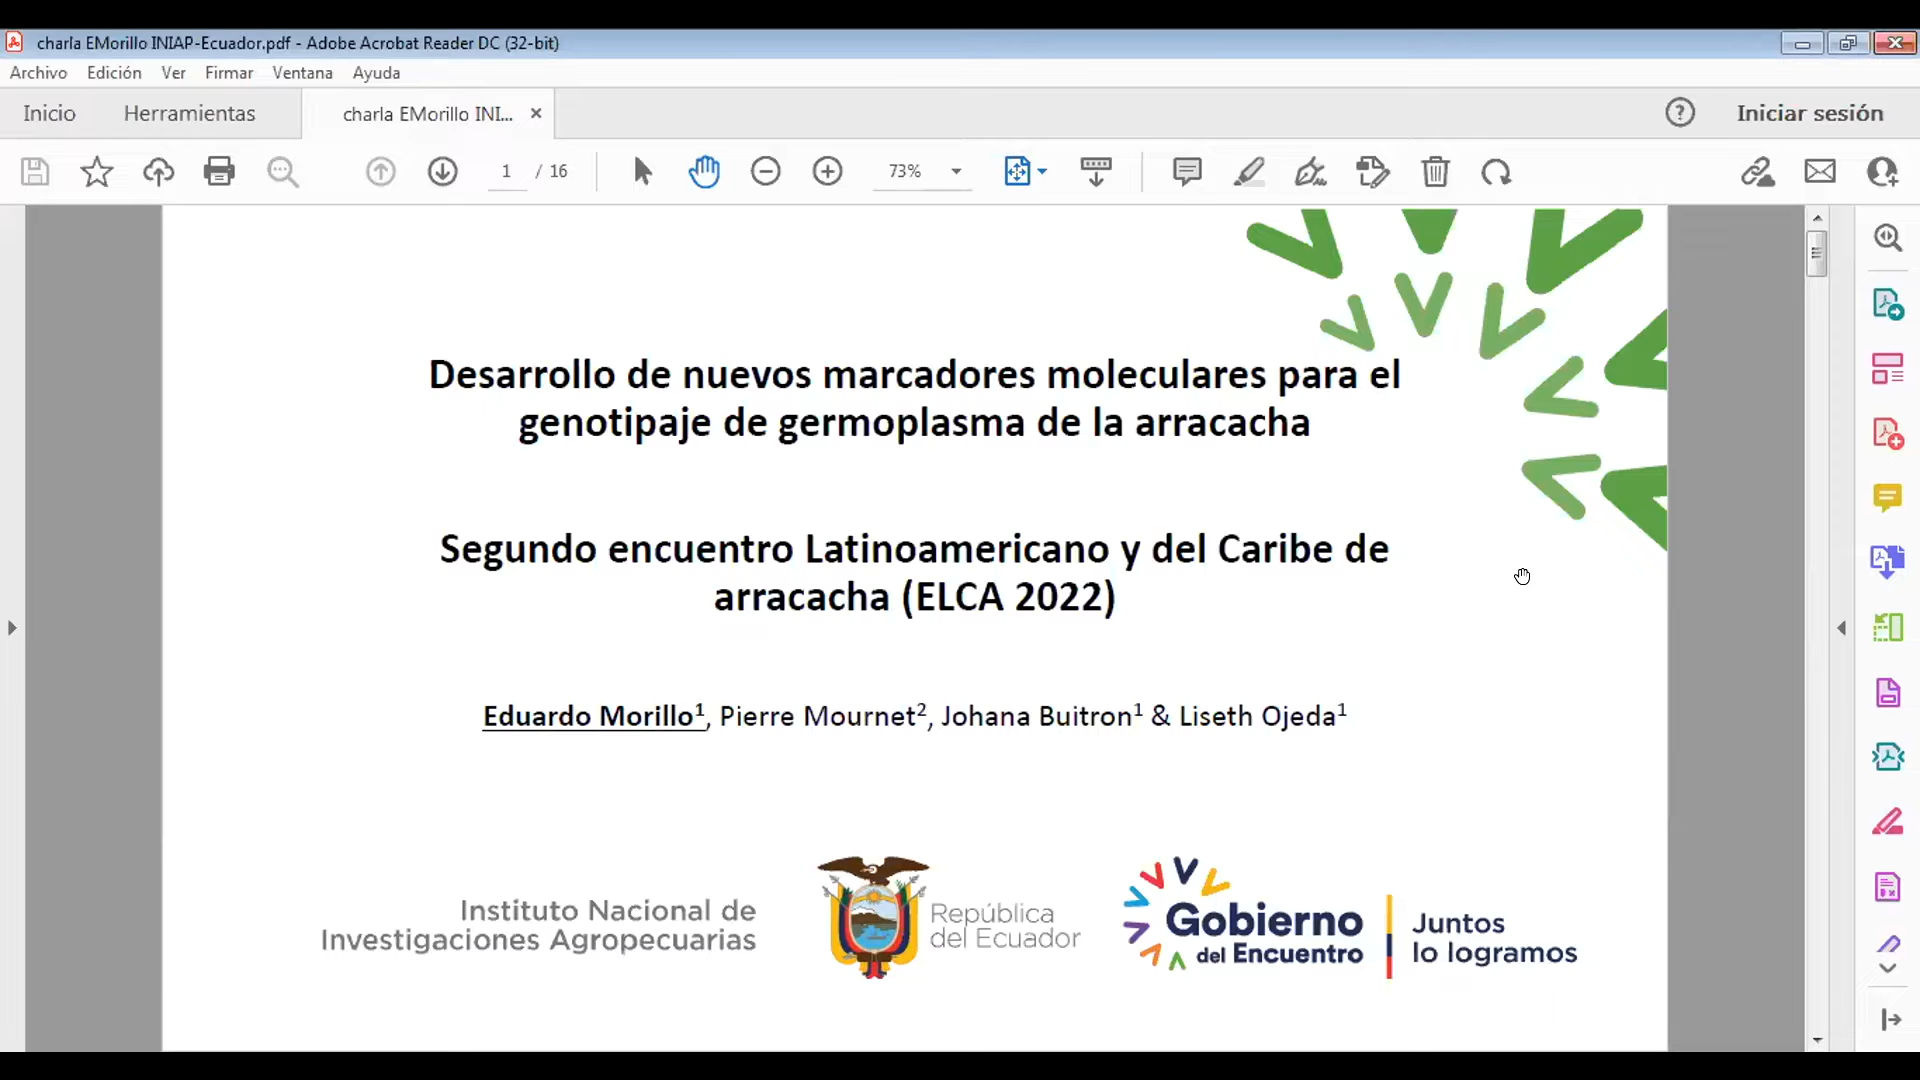 charla EMorillo INIAP-Ecuador.pdf - Adobe Acrobat Reader DC (32-bit)
Archivo Edición Ver Firmar Ventana Ayuda
Inicio Herramientas charla EMorillo INI... Iniciar sesión
1 / 16 73%
Desarrollo de nuevos marcadores moleculares para el
genotipaje de germoplasma de la arracacha
Segundo encuentro Latinoamericano y del Caribe de
arracacha (ELCA 2022)
Eduardo Morillo¹, Pierre Mournet², Johana Buitron¹ & Liseth Ojeda¹
Instituto Nacional de
Investigaciones Agropecuarias
República
del Ecuador
Gobierno
del Encuentro
Juntos
lo logramos